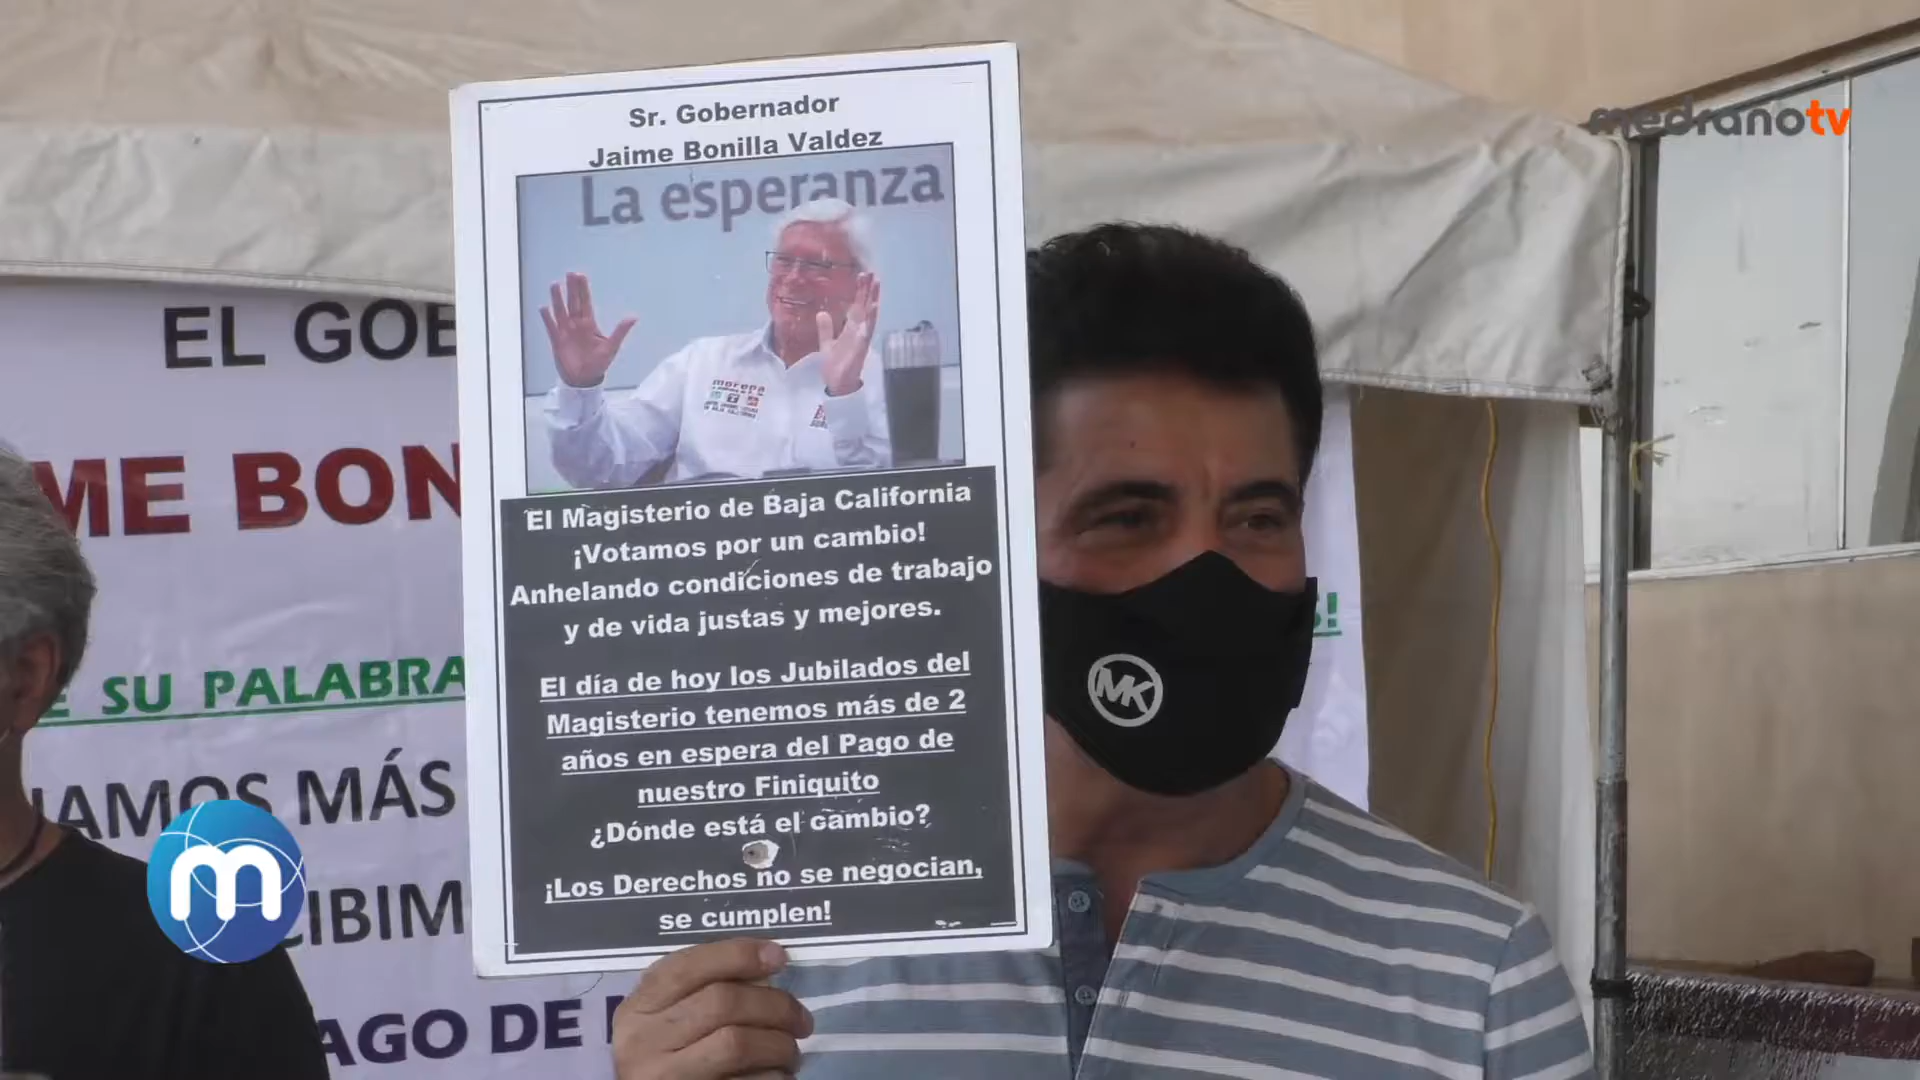 medranotv
Sr. Gobernador
Jaime Bonilla Valdez
La esperanza
morena
El Magisterio de Baja California
¡Votamos por un cambio!
Anhelando condiciones de trabajo
y de vida justas y mejores.
El día de hoy los Jubilados del
Magisterio tenemos más de 2
años en espera del Pago de
nuestro Finiquito
¿Dónde está el cambio?
¡Los Derechos no se negocian,
se cumplen!
EL GOB
ME BON
E SU PALABRA
S!
AMOS MÁS
CIBIM
AGO DE
MK
m